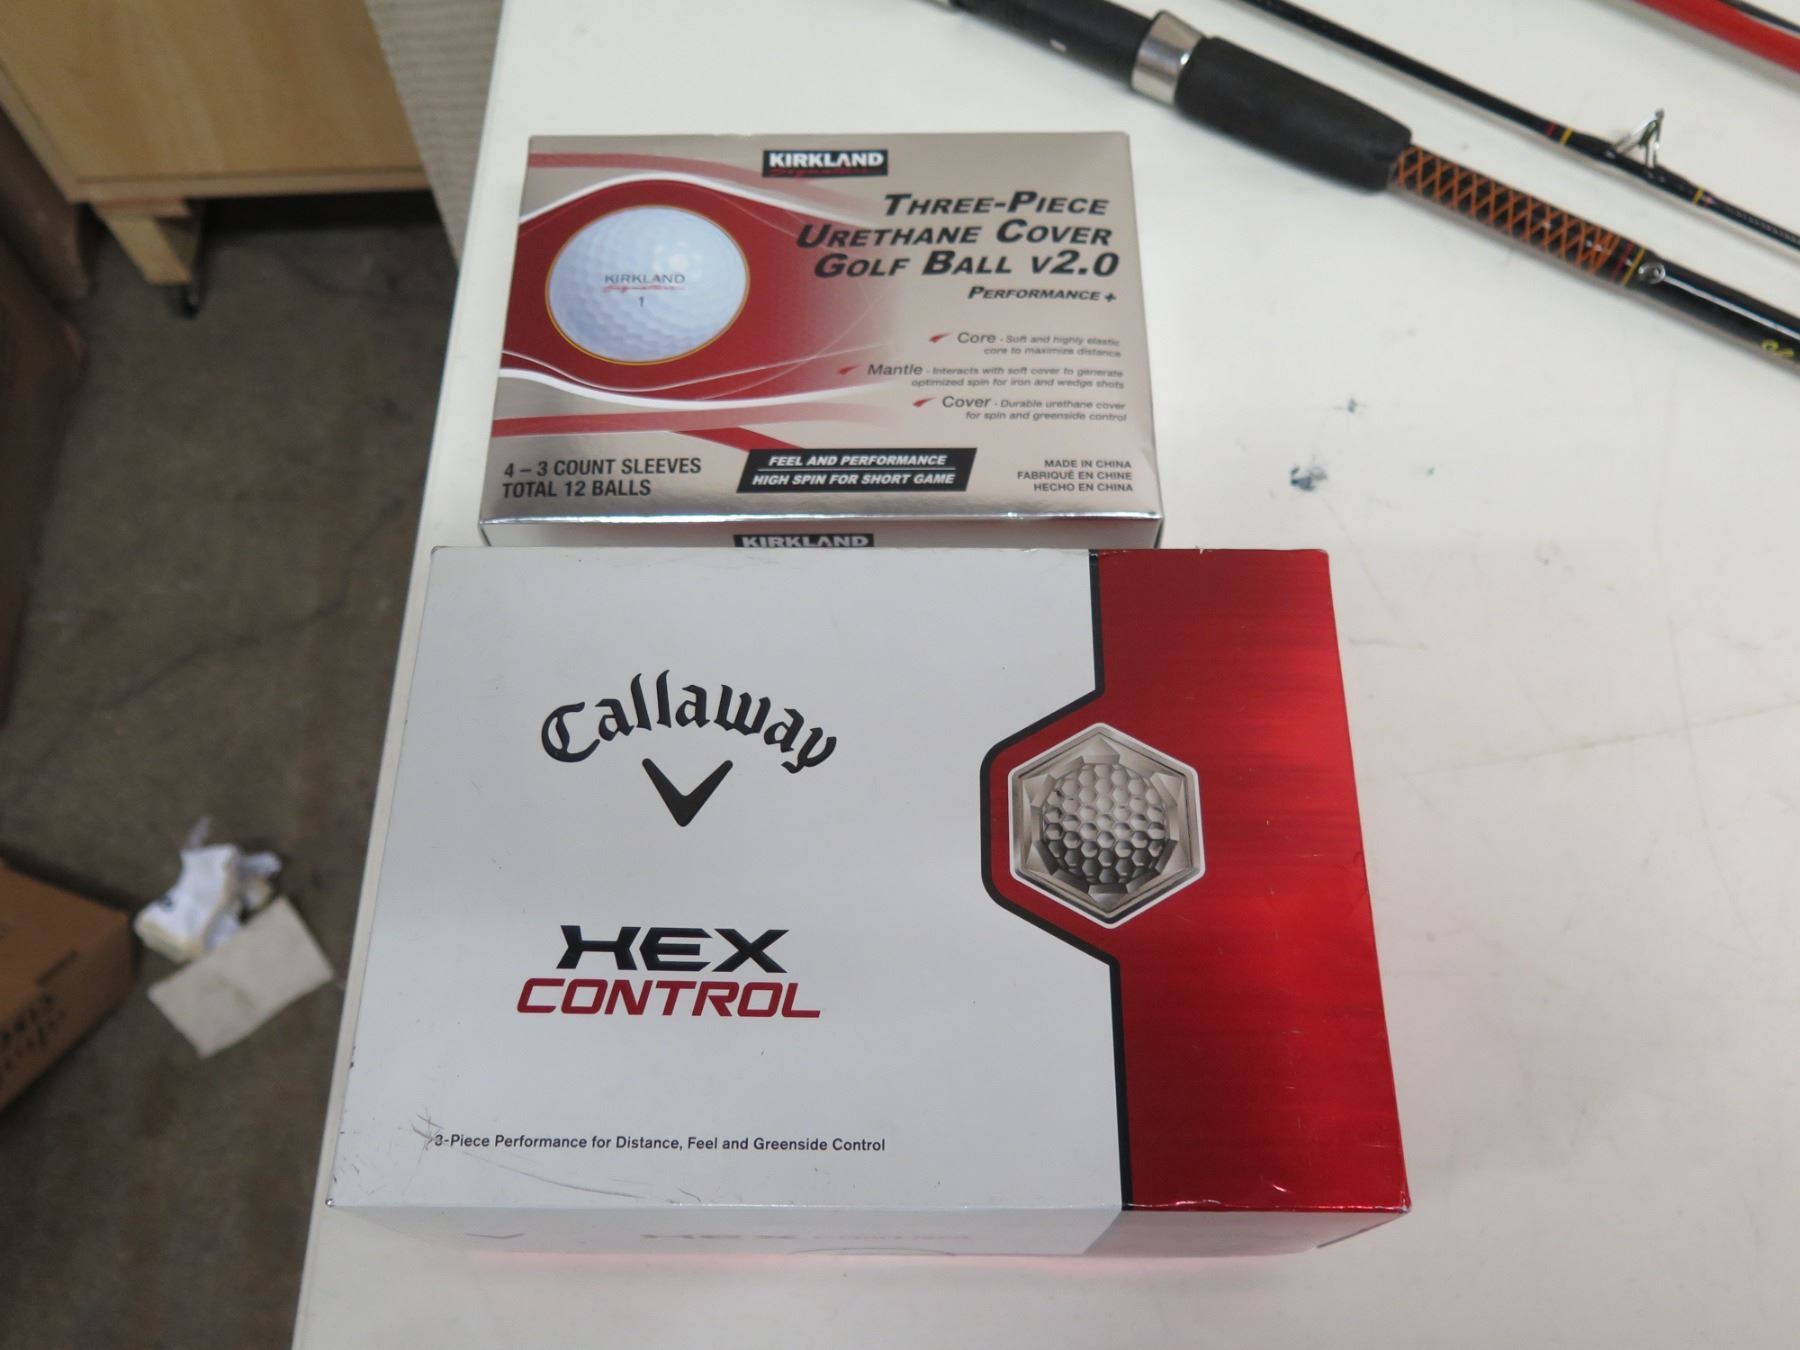 KIRKLAND
Signature
THREE-PIECE
URETHANE COVER
GOLF BALL V2.0
PERFORMANCE+
KIRKLAND
Signature
1
Core - Soft and highly elastic
core to maximize distance
Mantle - Interacts with soft cover to generate
optimized spin for iron and wedge shots
Cover - Durable urethane cover
for spin and greenside control
4 – 3 COUNT SLEEVES
TOTAL 12 BALLS
FEEL AND PERFORMANCE
HIGH SPIN FOR SHORT GAME
MADE IN CHINA
FABRIQUÉ EN CHINE
HECHO EN CHINA
KIRKLAND
Callaway
HEX
CONTROL
3-Piece Performance for Distance, Feel and Greenside Control
HEX CONTROL